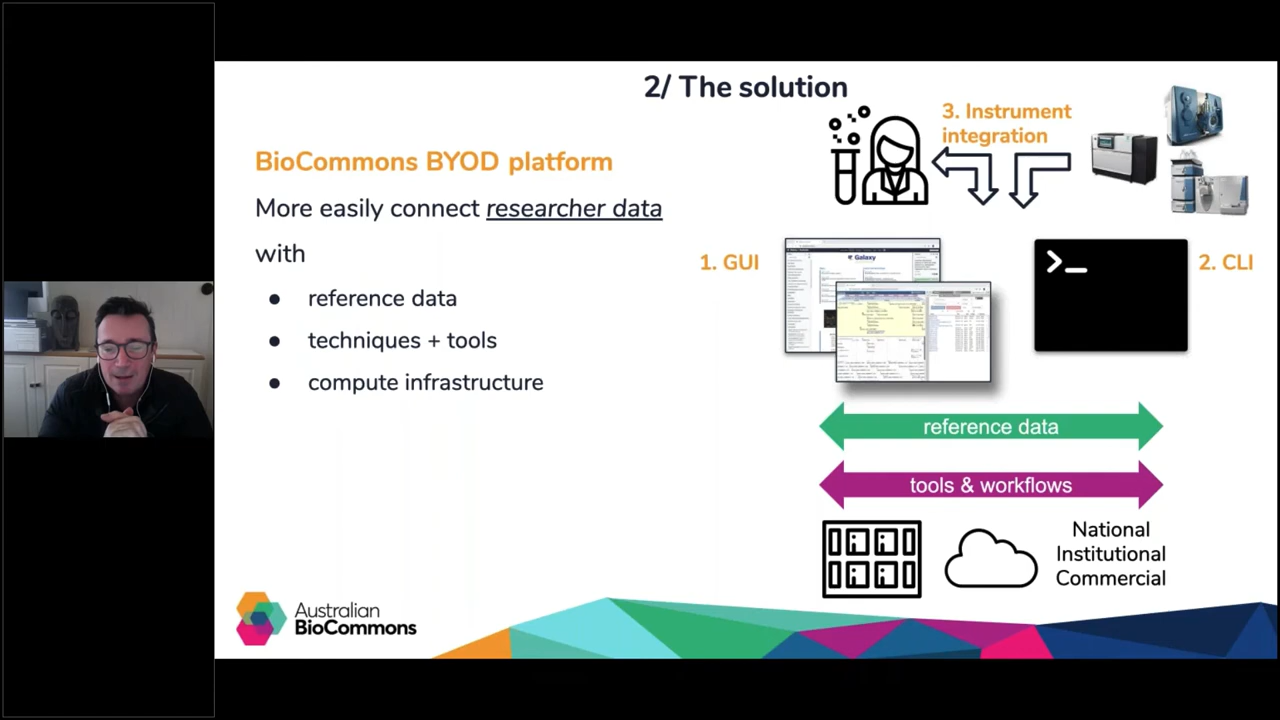 2/ The solution
BioCommons BYOD platform
More easily connect researcher data
with
● reference data
● techniques + tools
● compute infrastructure
3. Instrument
integration
1. GUI
Galaxy
2. CLI
reference data
tools & workflows
National
Institutional
Commercial
Australian
BioCommons